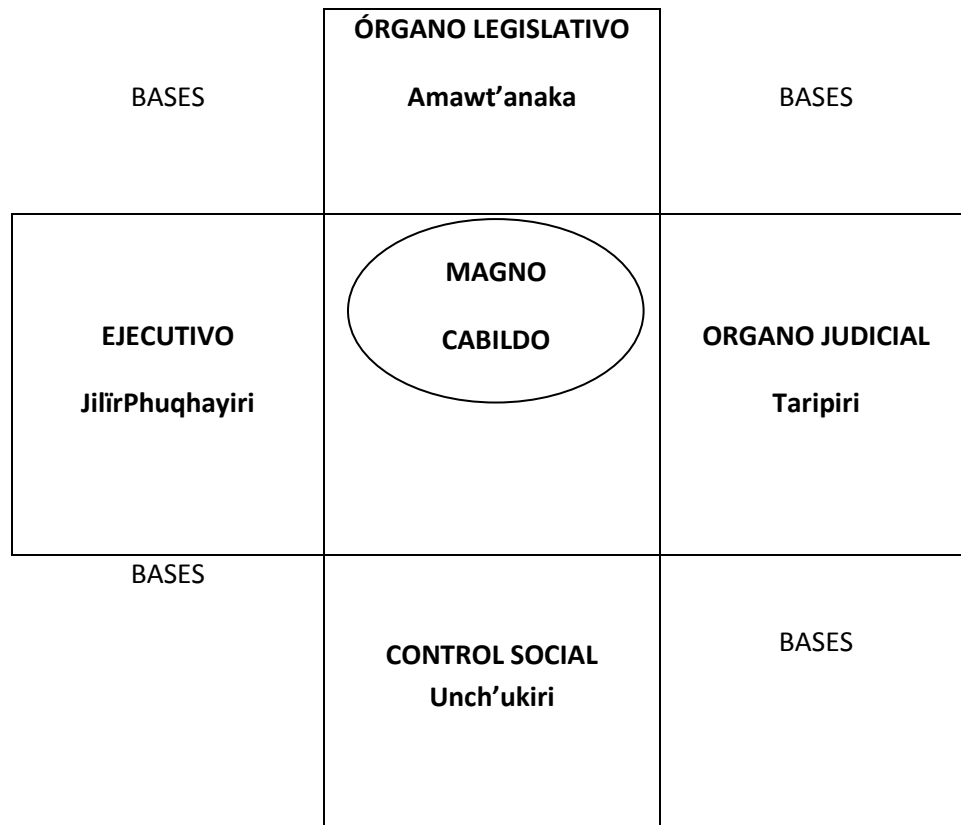 ÓRGANO LEGISLATIVO
BASES
Amawt’anaka
BASES
MAGNO
CABILDO
EJECUTIVO
JilïrPhuqhayiri
ORGANO JUDICIAL
Taripiri
BASES
CONTROL SOCIAL
Unch’ukiri
BASES